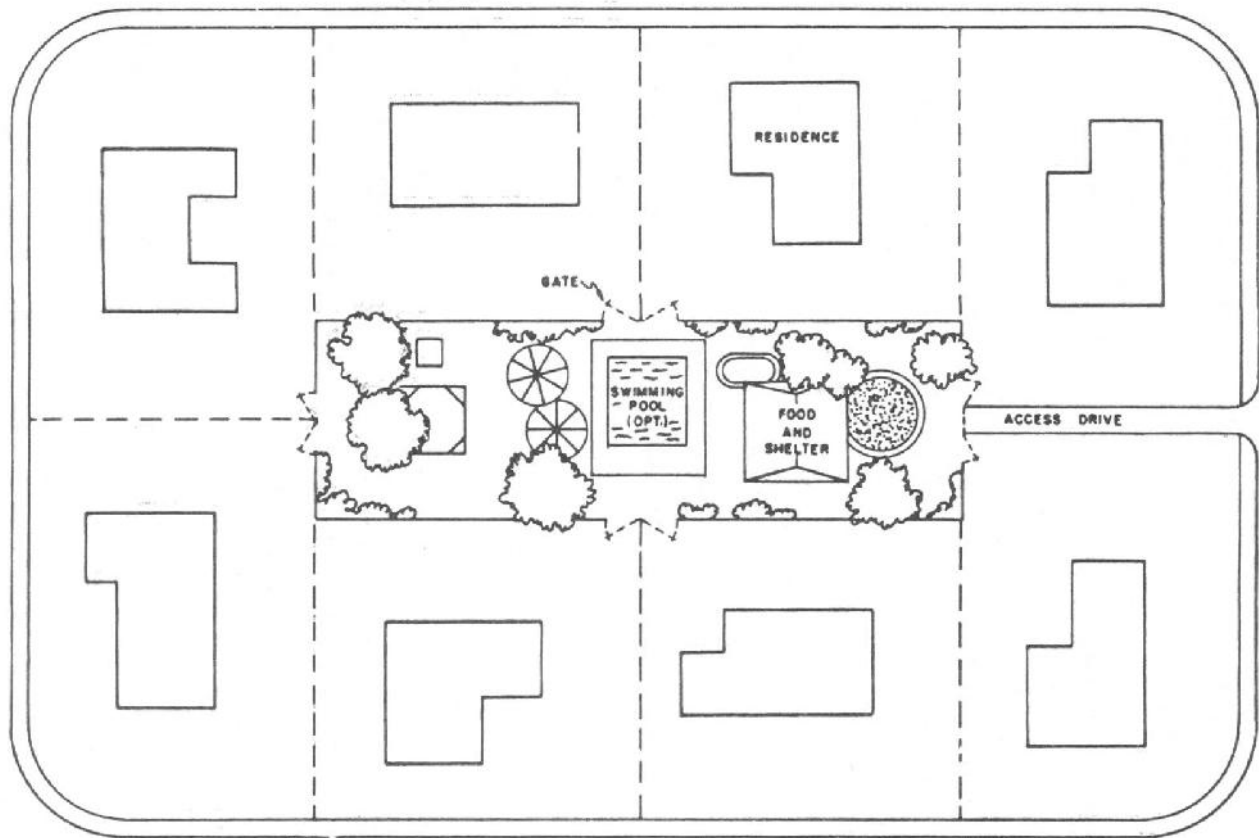 RESIDENCE
GATE
SWIMMING
POOL
(OPT.)
FOOD
AND
SHELTER
ACCESS DRIVE